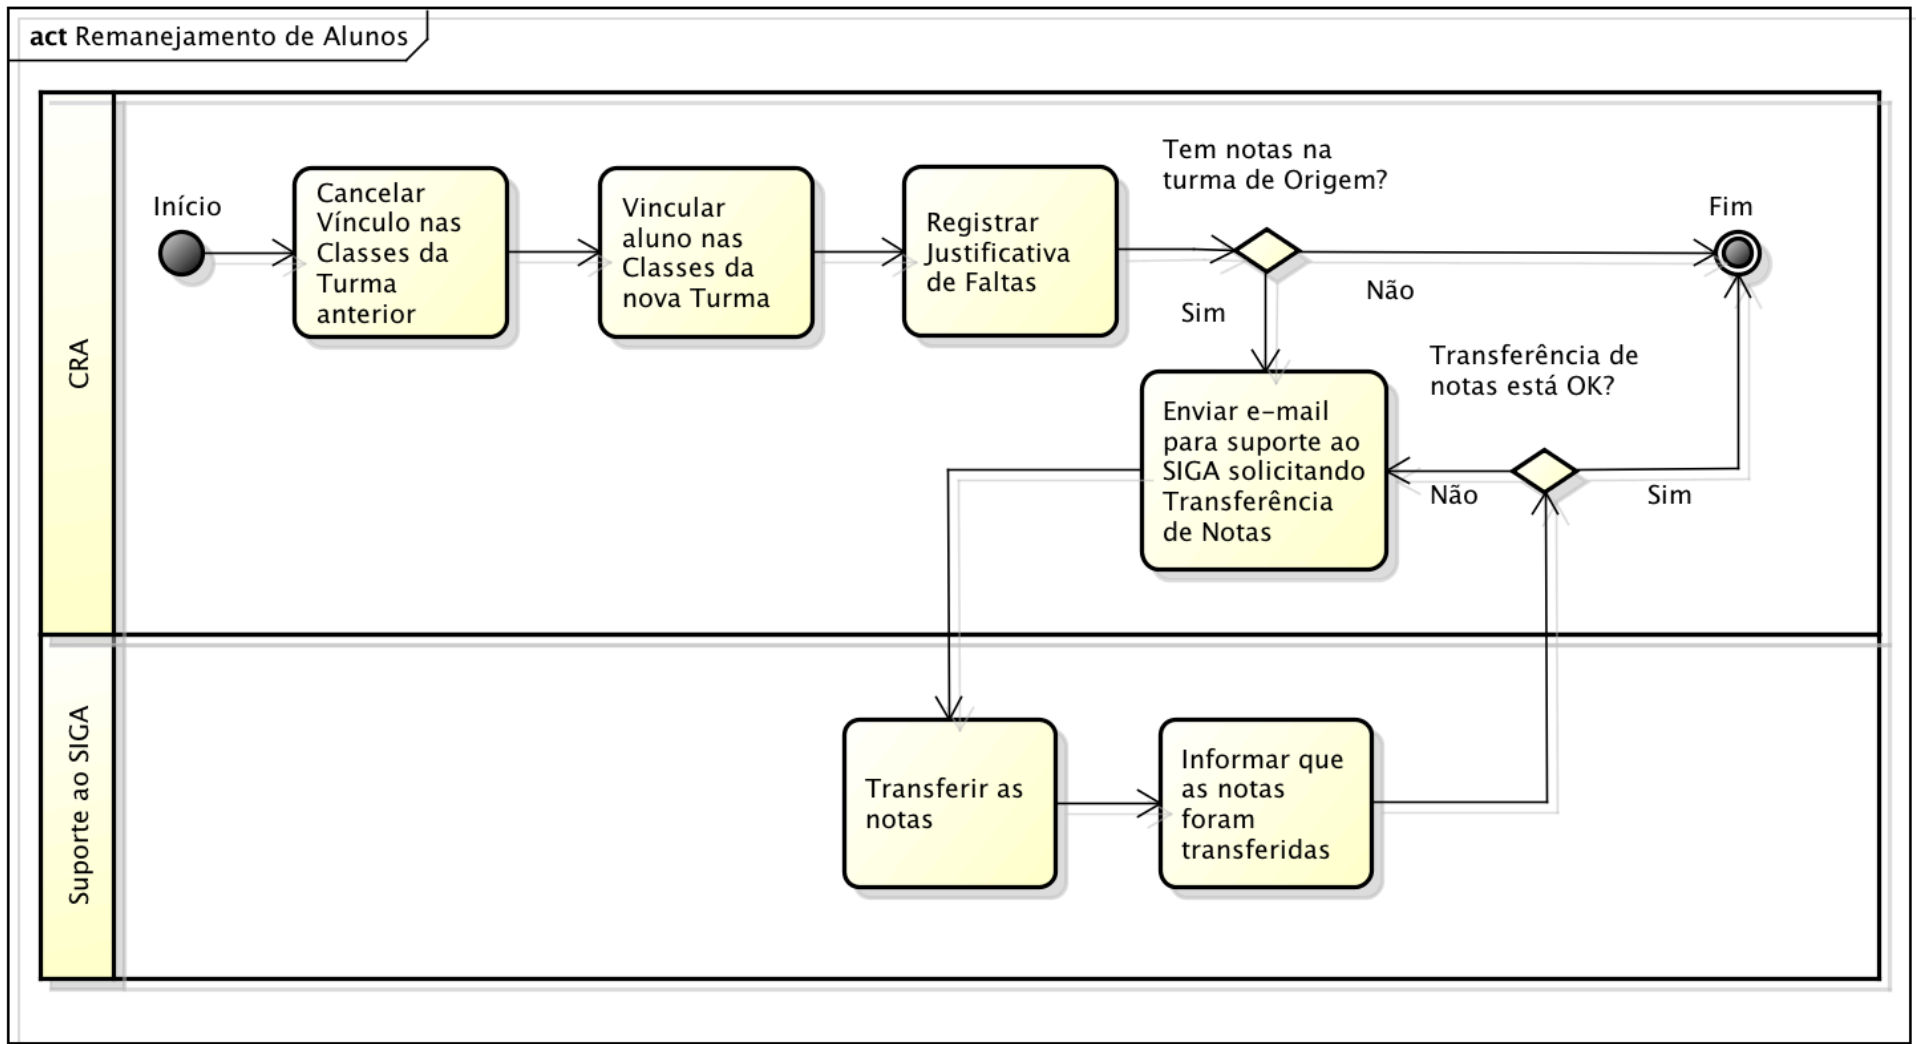 act Remanejamento de Alunos
CRA
Início
Cancelar
Vínculo nas
Classes da
Turma
anterior
Vincular
aluno nas
Classes da
nova Turma
Registrar
Justificativa
de Faltas
Tem notas na
turma de Origem?
Não
Sim
Fim
Enviar e-mail
para suporte ao
SIGA solicitando
Transferência
de Notas
Transferência de
notas está OK?
Não
Sim
Suporte ao SIGA
Transferir as
notas
Informar que
as notas
foram
transferidas